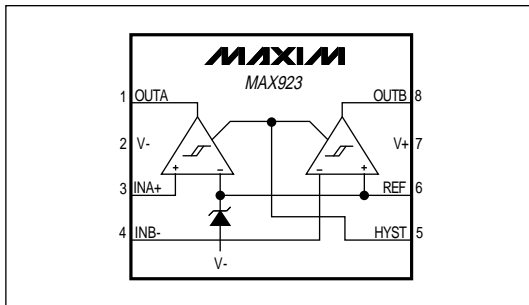 MAXIM
MAX923
1 OUTA
OUTB 8
2 V-
V+ 7
+ - - +
3 INA+
REF 6
4 INB-
HYST 5
V-